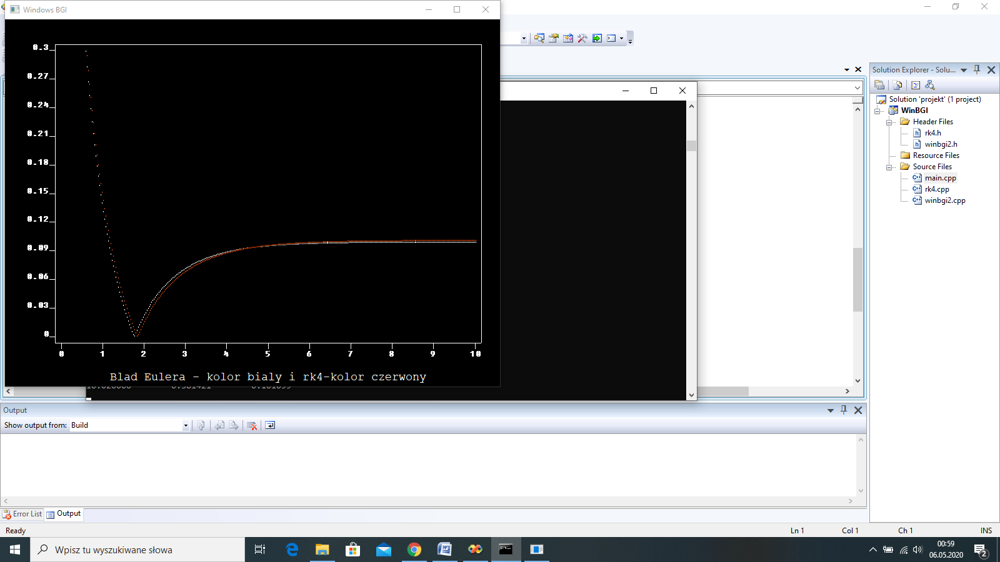 Windows BGI
0.3
0.27
0.24
0.21
0.18
0.15
0.12
0.09
0.06
0.03
0
0 1 2 3 4 5 6 7 8 9 10
Blad Eulera - kolor bialy i rk4-kolor czerwony
Solution Explorer - Solu...
Solution 'projekt' (1 project)
WinBGI
Header Files
rk4.h
winbgi2.h
Resource Files
Source Files
main.cpp
rk4.cpp
winbgi2.cpp
Output
Show output from: Build
Error List Output
Ready Ln 1 Col 1 Ch 1 INS
Wpisz tu wyszukiwane słowa
00:59
06.05.2020
2